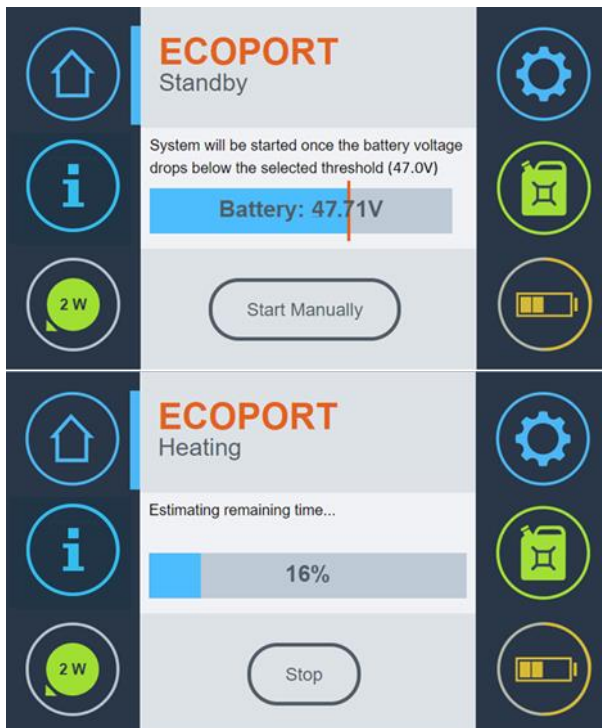 ECOPORT
Standby
System will be started once the battery voltage
drops below the selected threshold (47.0V)
Battery: 47.71V
2 W
Start Manually
ECOPORT
Heating
Estimating remaining time...
16%
2 W
Stop